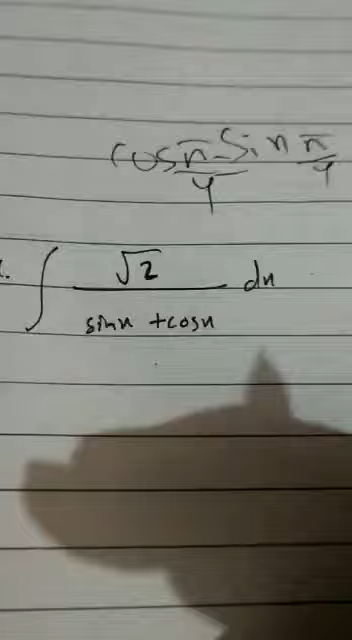 cos π/4 - sin π/4
∫ √2 / (sinx + cosx) dx